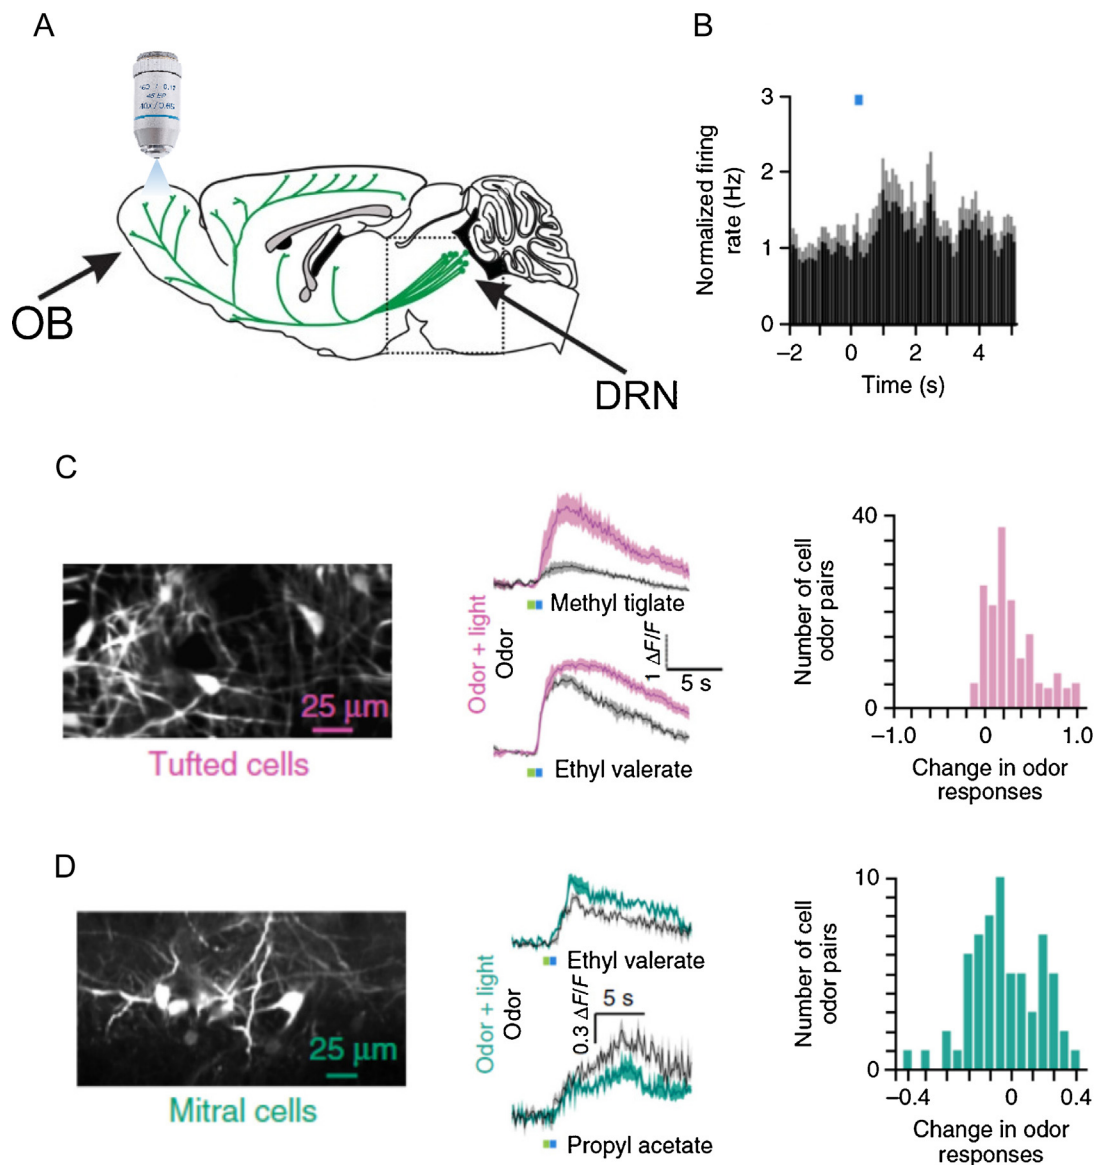 A
B
OB
DRN
Normalized firing
rate (Hz)
3
2
1
0
−2
0
2
4
Time (s)
C
25 μm
Tufted cells
Odor + light
Odor
Methyl tiglate
1 ΔF/F
5 s
Ethyl valerate
Number of cell
odor pairs
40
0
−1.0
0
1.0
Change in odor
responses
D
25 μm
Mitral cells
Odor + light
Odor
Ethyl valerate
0.3 ΔF/F
5 s
Propyl acetate
Number of cell
odor pairs
10
5
0
−0.4
0
0.4
Change in odor
responses